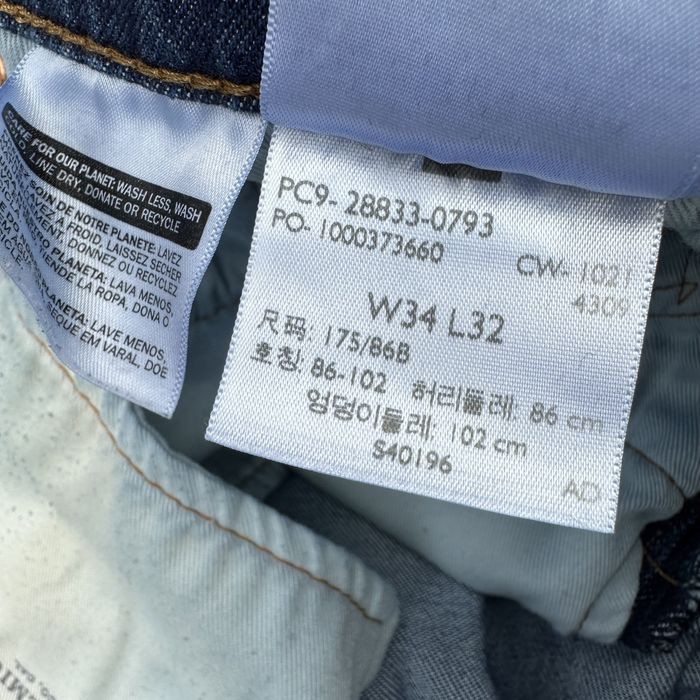 CARE FOR OUR PLANET: WASH LESS, WASH
COLD, LINE DRY, DONATE OR RECYCLE
SOIN DE NOTRE PLANETE: LAVEZ
À FROID, LAISSEZ SECHER
DONNEZ OU RECYCLEZ
PLANETA: LAVA MENOS,
TIENDE LA ROPA, DONA O
PLANETA: LAVE MENOS,
SEQUE EM VARAL, DOE
PC9- 28833-0793
PO- 1000373660
CW- 1021
4309
W34 L32
尺码: 175/86B
호칭: 86-102 허리둘레: 86 cm
엉덩이둘레: 102 cm
S40196
AD